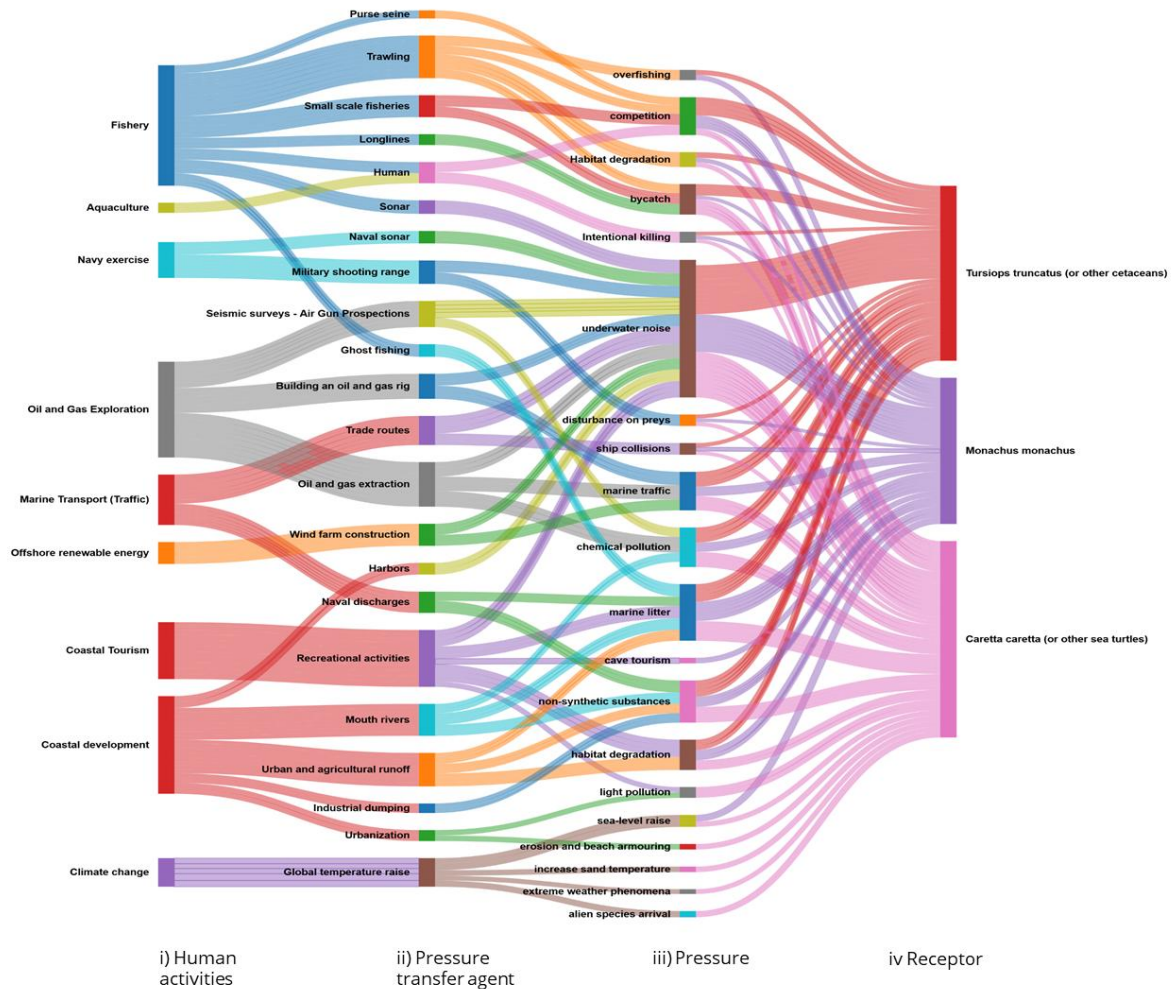 Fishery
Aquaculture
Navy exercise
Oil and Gas Exploration
Marine Transport (Traffic)
Offshore renewable energy
Coastal Tourism
Coastal development
Climate change
Purse seine
Trawling
Small scale fisheries
Longlines
Human
Sonar
Naval sonar
Military shooting range
Seismic surveys - Air Gun Prospections
Ghost fishing
Building an oil and gas rig
Trade routes
Oil and gas extraction
Wind farm construction
Harbors
Naval discharges
Recreational activities
Mouth rivers
Urban and agricultural runoff
Industrial dumping
Urbanization
Global temperature raise
overfishing
competition
Habitat degradation
bycatch
Intentional killing
underwater noise
disturbance on preys
ship collisions
marine traffic
chemical pollution
marine litter
cave tourism
non-synthetic substances
habitat degradation
light pollution
sea-level raise
erosion and beach armouring
increase sand temperature
extreme weather phenomena
alien species arrival
Tursiops truncatus (or other cetaceans)
Monachus monachus
Caretta caretta (or other sea turtles)
i) Human
activities
ii) Pressure
transfer agent
iii) Pressure
iv Receptor